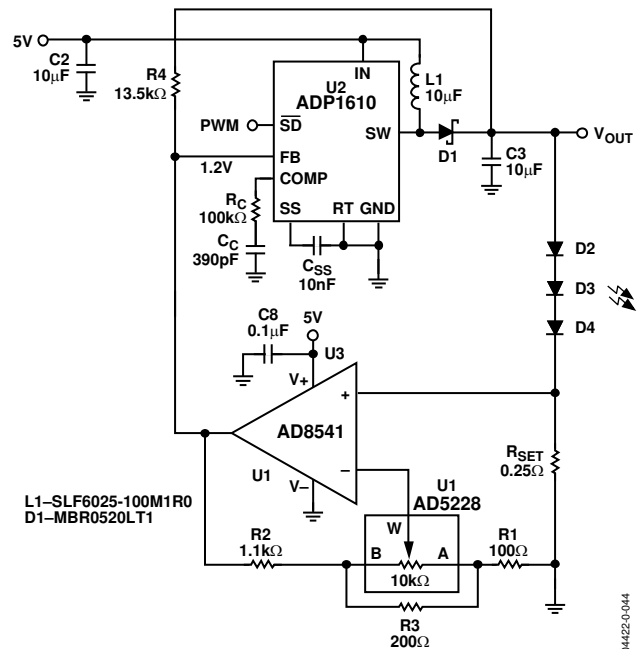 5V
C2
10µF
R4
13.5kΩ
IN
U2
ADP1610
L1
10µF
PWM
SD
SW
VOUT
D1
FB
1.2V
COMP
C3
10µF
RC
100kΩ
SS
RT
GND
CC
390pF
CSS
10nF
D2
D3
D4
C8
0.1µF
5V
U3
V+
+
AD8541
RSET
0.25Ω
–
U1
V–
U1
AD5228
L1–SLF6025-100M1R0
D1–MBR0520LT1
W
R2
1.1kΩ
B
A
R1
100Ω
10kΩ
R3
200Ω
04422-0-044